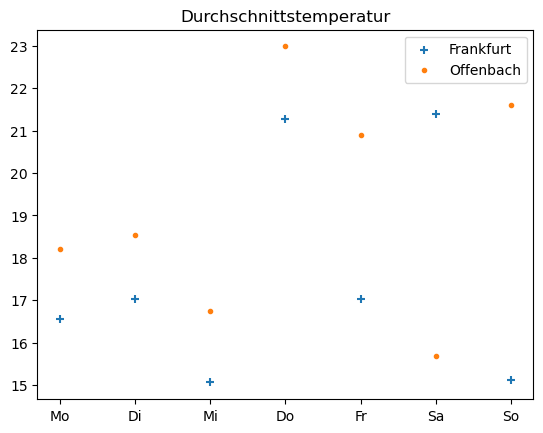 Durchschnittstemperatur
Frankfurt
Offenbach
23
22
21
20
19
18
17
16
15
Mo Di Mi Do Fr Sa So